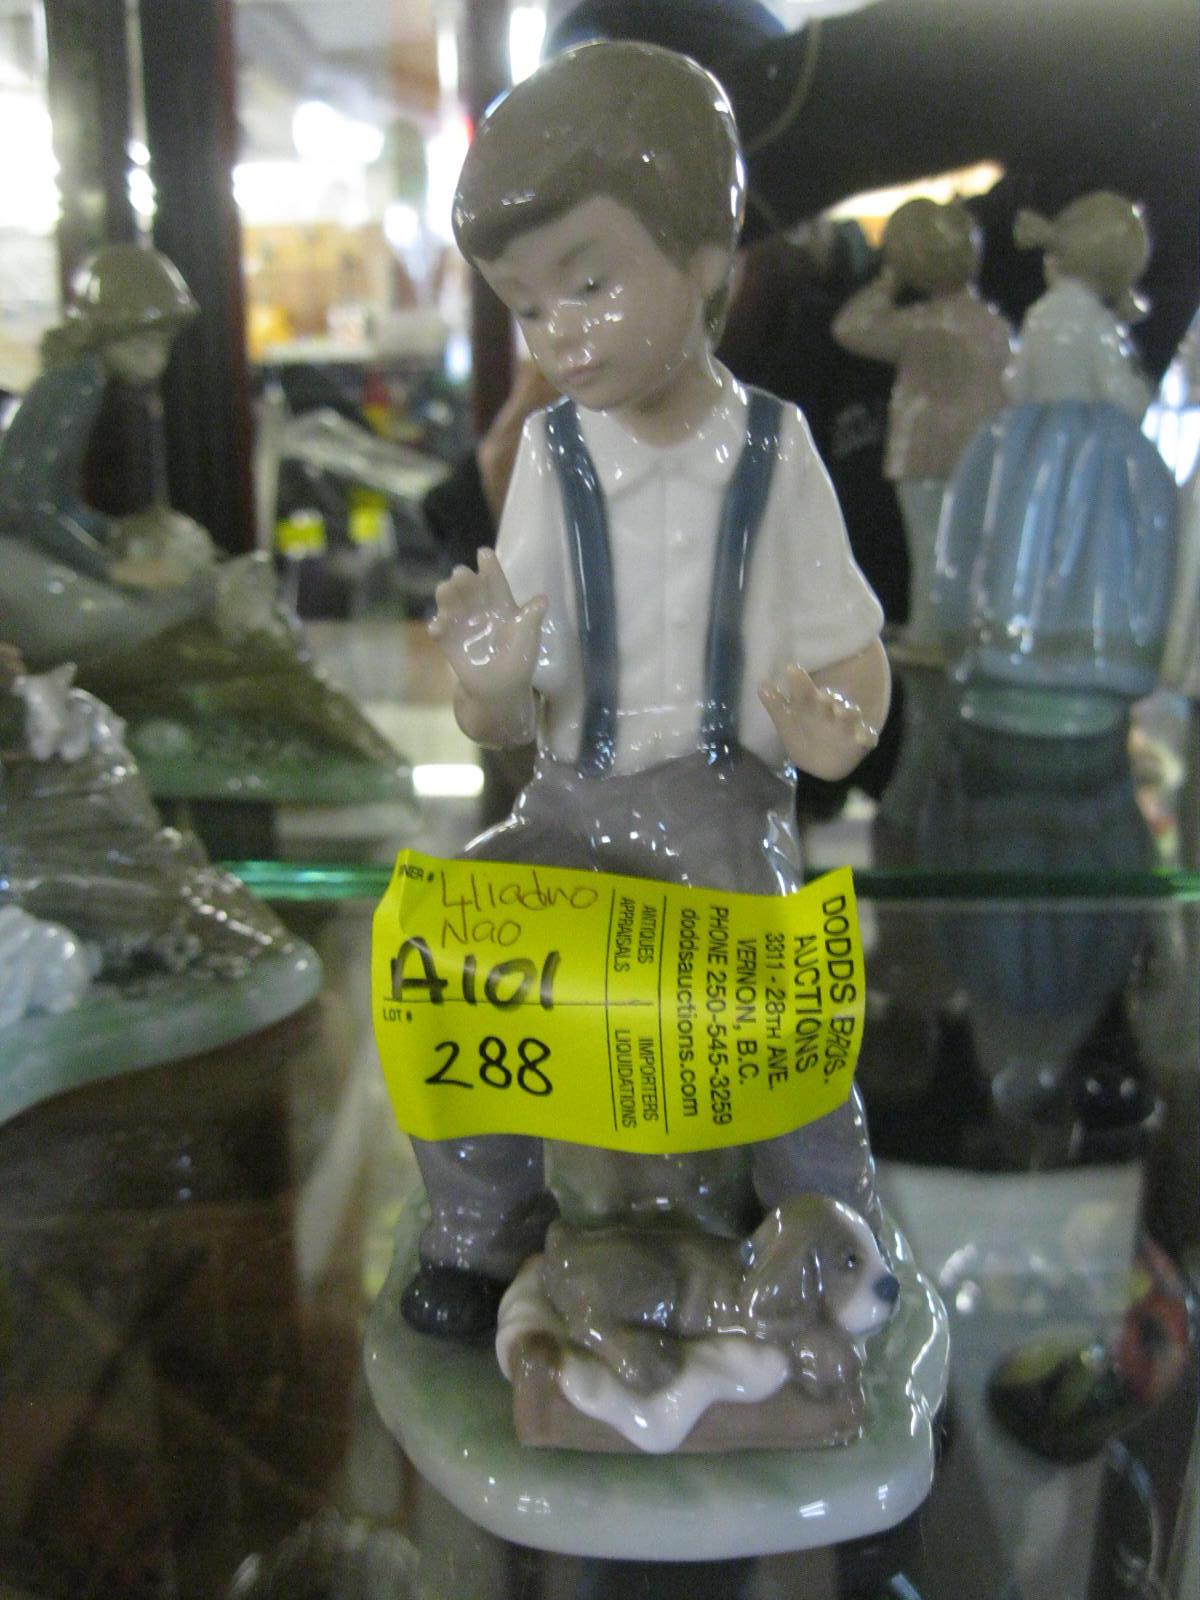 DODDS BROS.
AUCTIONS
3311 - 28TH AVE.
VERNON, B.C.
PHONE 250-545-3259
doddsauctions.com
ANTIQUES IMPORTERS
APPRAISALS LIQUIDATIONS
Nao
A101
LOT #
288